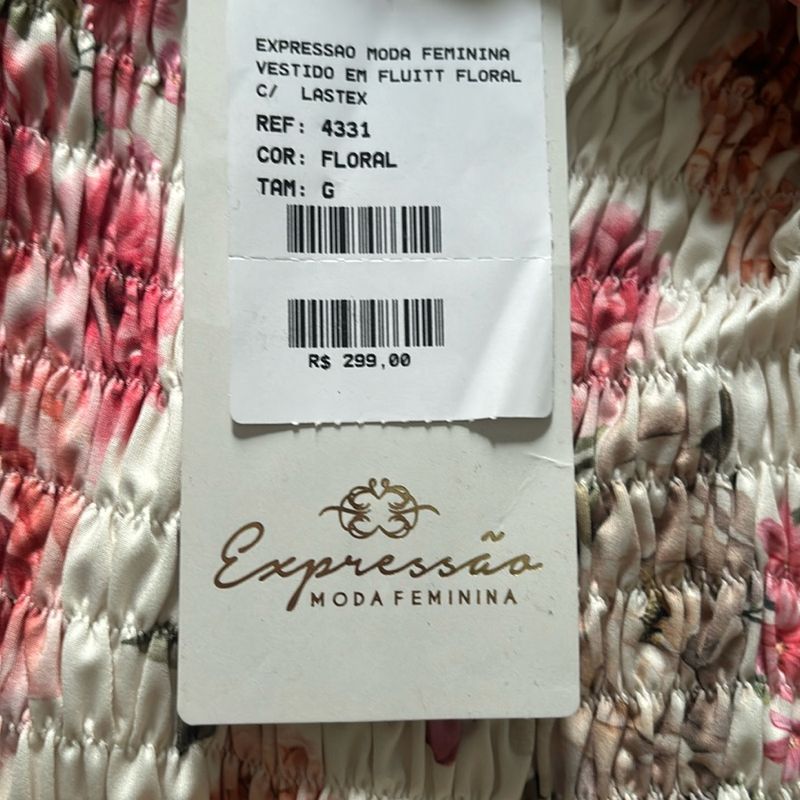 EXPRESSAO MODA FEMININA
VESTIDO EM FLUITT FLORAL
C/ LASTEX
REF: 4331
COR: FLORAL
TAM: G
R$ 299,00
Expressão
MODA FEMININA